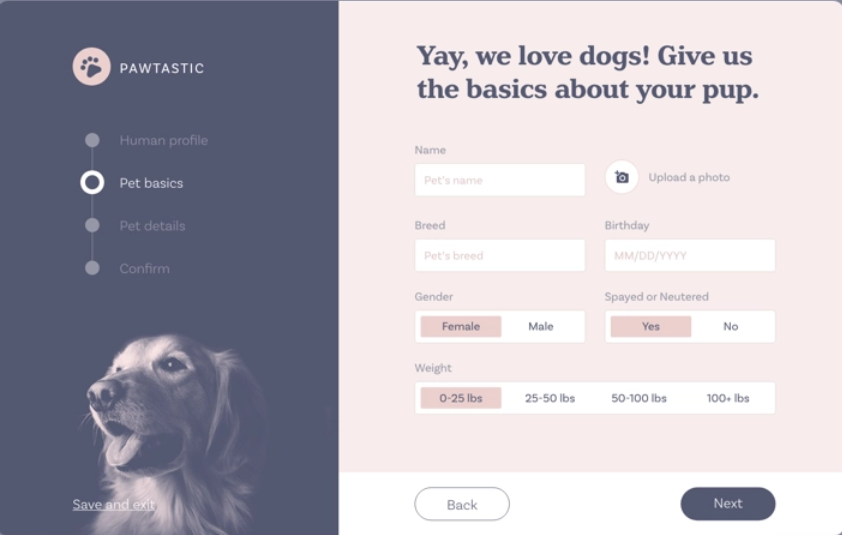 PAWTASTIC
Human profile
Pet basics
Pet details
Confirm
Save and exit
Yay, we love dogs! Give us
the basics about your pup.
Name
Pet's name
Upload a photo
Breed
Birthday
Pet's breed
MM/DD/YYYY
Gender
Spayed or Neutered
Female Male
Yes No
Weight
0-25 lbs 25-50 lbs 50-100 lbs 100+ lbs
Back
Next